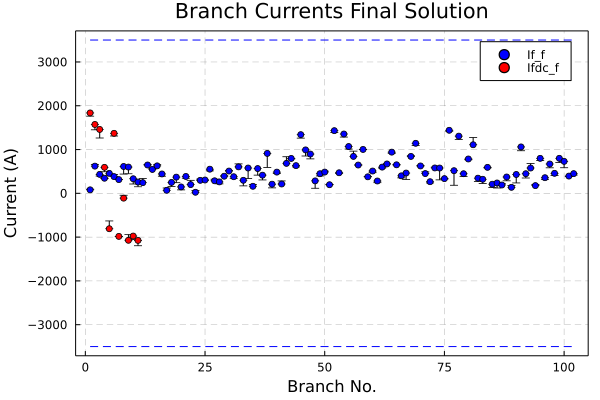 Branch Currents Final Solution
Current (A)
3000
2000
1000
0
−1000
−2000
−3000
0 25 50 75 100
Branch No.
If_f
Ifdc_f